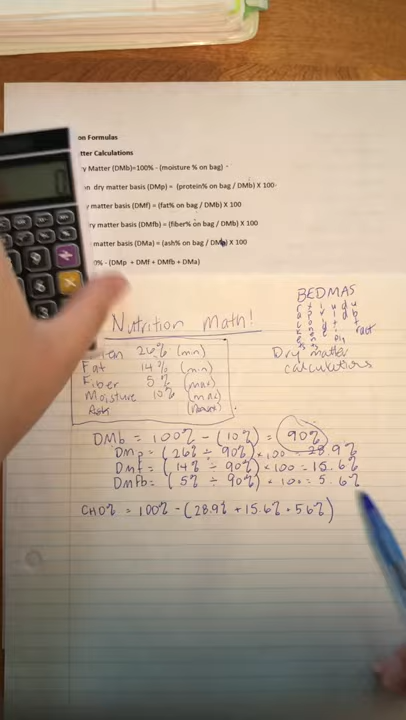 on Formulas
atter Calculations
y Matter (DMb)=100% - (moisture % on bag)
n dry matter basis (DMp) = (protein% on bag / DMb) X 100
matter basis (DMf) = (fat% on bag / DMb) X 100
ry matter basis (DMfb) = (fiber% on bag / DMb) X 100
matter basis (DMa) = (ash% on bag / DMb) X 100
0% - (DMp + DMf + DMfb + DMa)
BEDMAS
Nutrition Math!
26% (min)
Fat 14% (min)
Fiber 5% (max)
Moisture 10% (max)
Dry matter
calculations
DMb = 100% - (10%) = 90%
DMp = (26% ÷ 90%) × 100 = 28.9%
DMf = (14% ÷ 90%) × 100 = 15.6%
DMfb = (5% ÷ 90%) × 100 = 5.6%
CHO% = 100% - (28.9% + 15.6% + 5.6%)